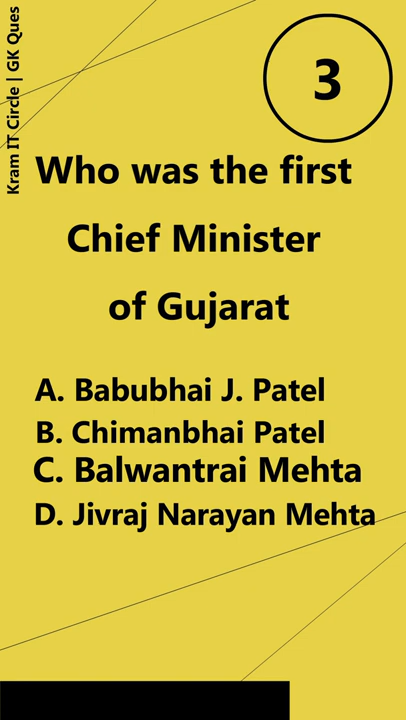 Kram IT Circle | GK Ques
3
Who was the first
Chief Minister
of Gujarat
A. Babubhai J. Patel
B. Chimanbhai Patel
C. Balwantrai Mehta
D. Jivraj Narayan Mehta